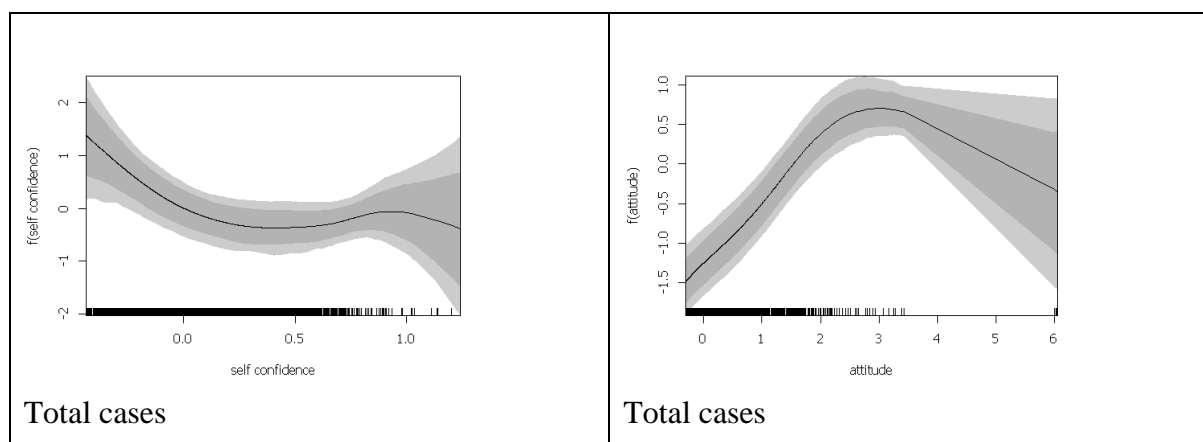 f(self confidence)
2
1
0
-1
-2
0.0 0.5 1.0
self confidence
Total cases
f(attitude)
1.0
0.5
0.0
-0.5
-1.5
0 1 2 3 4 5 6
attitude
Total cases